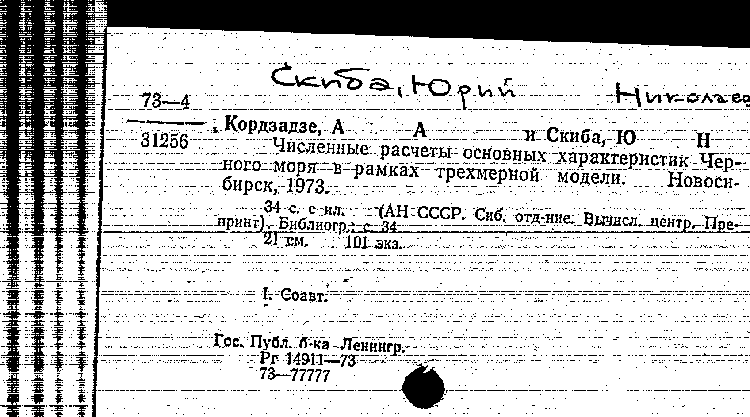 Скиба, Юрий Николаев
73—4
31256
Кордзадзе, А А и Скиба, Ю Н
Численные расчеты основных характеристик Чер-
ного моря в рамках трехмерной модели. Новоси-
бирск, 1973.
34 с. с ил. (АН СССР. Сиб. отд-ние. Вычисл. центр. Пре-
принт). Библиогр.: с. 34
21 см. 101 экз.
I. Соавт.
Гос. Публ. б-ка Ленингр.
Рг 14911—73
73—77777